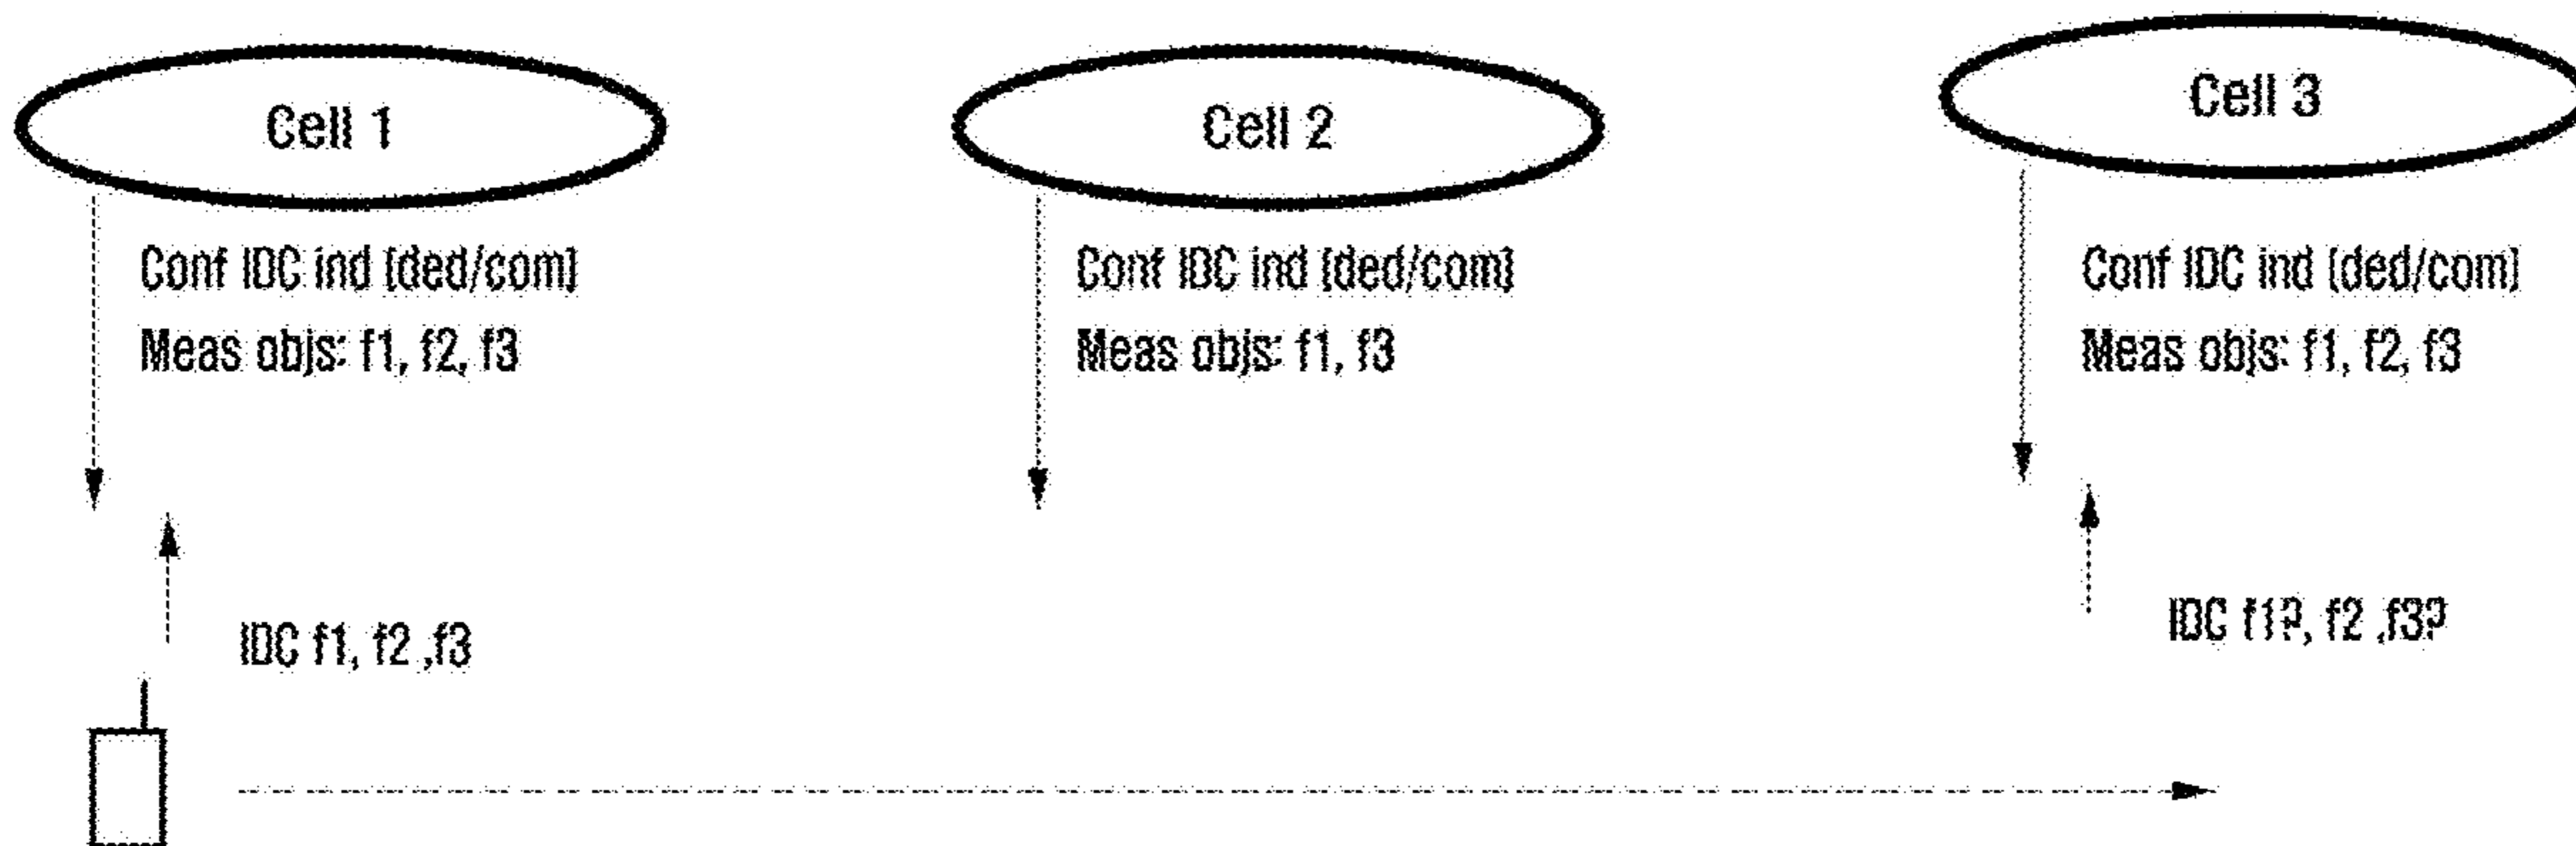 Cell 1
Conf IDC ind [ded/com]
Meas objs: f1, f2, f3
IDC f1, f2 ,f3
Cell 2
Conf IDC ind [ded/com]
Meas objs: f1, f3
Cell 3
Conf IDC ind [ded/com]
Meas objs: f1, f2, f3
IDC f1?, f2 ,f3?